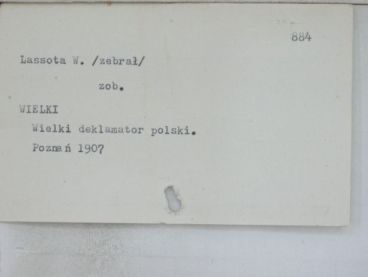 884
Lassota W. /zebrał/
zob.
WIELKI
Wielki deklamator polski.
Poznań 1907